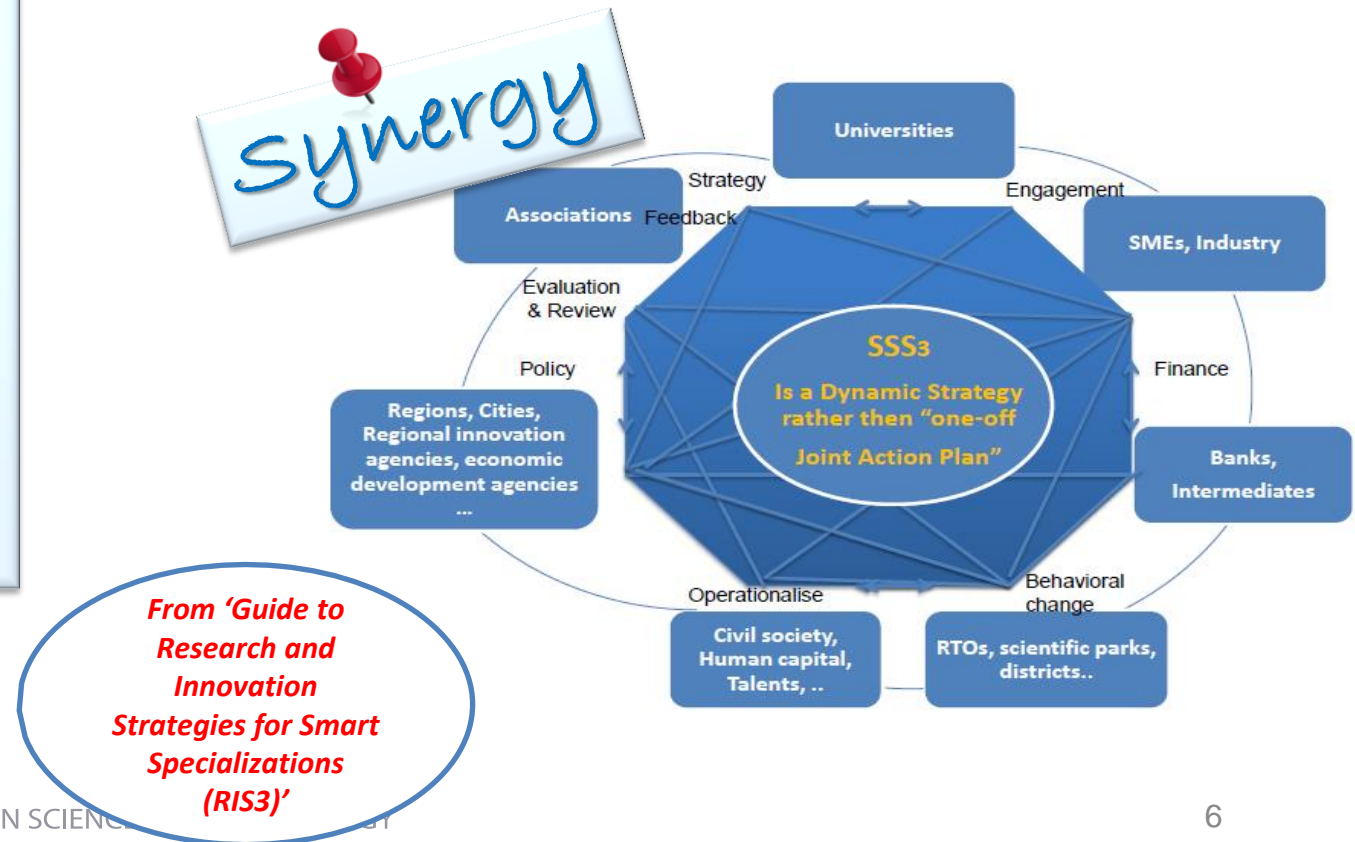 synergy
Universities
Strategy
Engagement
Associations
Feedback
SMEs, Industry
Evaluation
& Review
SSS3
Is a Dynamic Strategy
rather then “one-off
Joint Action Plan”
Policy
Finance
Regions, Cities,
Regional innovation
agencies, economic
development agencies
...
Banks,
Intermediates
Operationalise
Behavioral
change
Civil society,
Human capital,
Talents, ..
RTOs, scientific parks,
districts..
From ‘Guide to
Research and
Innovation
Strategies for Smart
Specializations
(RIS3)’
6